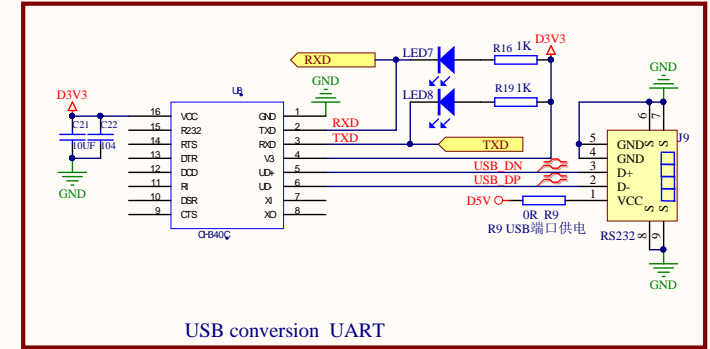 RXD
LED7
R16 1K
D3V3
GND
GND
D3V3
U8
LED8
R19 1K
C21
C22
10UF
104
GND
16 VCC GND 1
15 R232 TXD 2 RXD
14 RTS RXD 3 TXD
13 DTR V3 4
12 DCD UD+ 5 USB_DN
11 RI UD- 6 USB_DP
10 DSR XI 7
9 CTS XO 8
CH340C
TXD
6 7
J9
5 GND S S
4 GND
3 D+
2 D-
1 VCC
S S
D5V
0R R9
R9 USB端口供电
RS232
8 9
GND
USB conversion UART